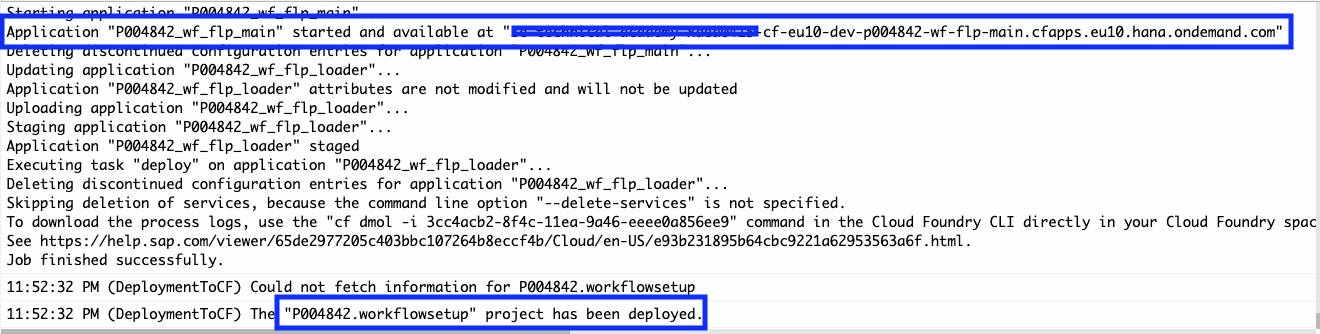 Starting application "P004842_wf_flp_main"...
Application "P004842_wf_flp_main" started and available at "-cf-eu10-dev-p004842-wf-flp-main.cfapps.eu10.hana.ondemand.com"
Deleting discontinued configuration entries for application "P004842_wf_flp_main"...
Updating application "P004842_wf_flp_loader"...
Application "P004842_wf_flp_loader" attributes are not modified and will not be updated
Uploading application "P004842_wf_flp_loader"...
Staging application "P004842_wf_flp_loader"...
Application "P004842_wf_flp_loader" staged
Executing task "deploy" on application "P004842_wf_flp_loader"...
Deleting discontinued configuration entries for application "P004842_wf_flp_loader"...
Skipping deletion of services, because the command line option "--delete-services" is not specified.
To download the process logs, use the "cf dmol -i 3cc4acb2-8f4c-11ea-9a46-eeee0a856ee9" command in the Cloud Foundry CLI directly in your Cloud Foundry spac
See https://help.sap.com/viewer/65de2977205c403bbc107264b8eccf4b/Cloud/en-US/e93b231895b64cbc9221a62953563a6f.html.
Job finished successfully.
11:52:32 PM (DeploymentToCF) Could not fetch information for P004842.workflowsetup
11:52:32 PM (DeploymentToCF) The "P004842.workflowsetup" project has been deployed.